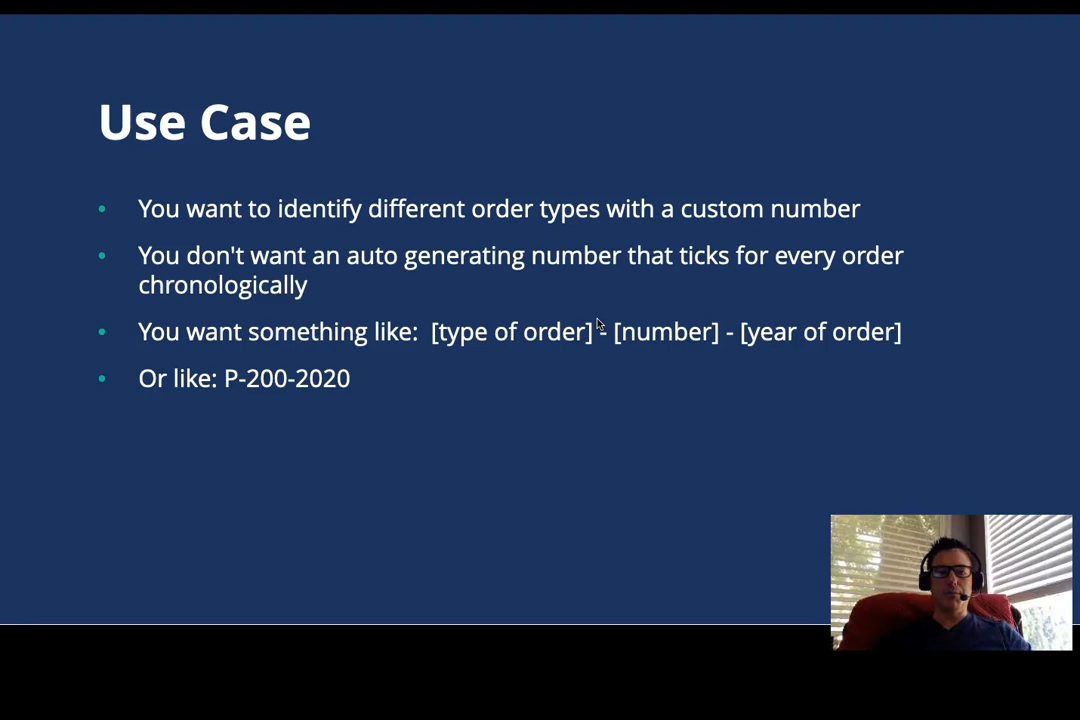 Use Case
• You want to identify different order types with a custom number
• You don't want an auto generating number that ticks for every order
chronologically
• You want something like:  [type of order] - [number] - [year of order]
• Or like: P-200-2020